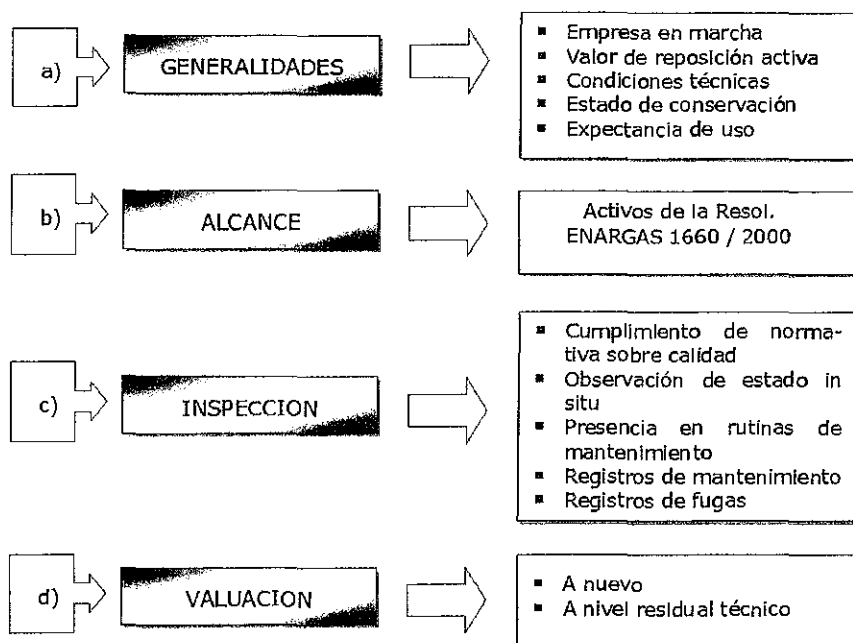 a)
GENERALIDADES
▪ Empresa en marcha
▪ Valor de reposición activa
▪ Condiciones técnicas
▪ Estado de conservación
▪ Expectancia de uso
b)
ALCANCE
Activos de la Resol.
ENARGAS 1660 / 2000
c)
INSPECCION
▪ Cumplimiento de norma-
tiva sobre calidad
▪ Observación de estado in
situ
▪ Presencia en rutinas de
mantenimiento
▪ Registros de mantenimiento
▪ Registros de fugas
d)
VALUACION
▪ A nuevo
▪ A nivel residual técnico